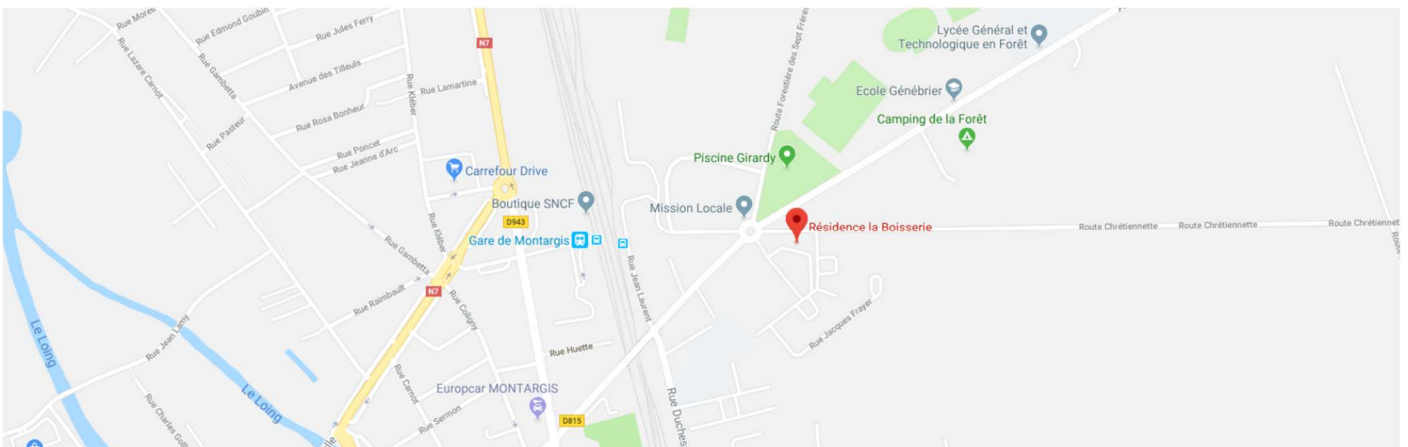 Rue Edmond Goubin
Rue Jules Ferry
Rue Lazare Carnot
Rue Gambetta
Avenue des Tilleuls
Rue Kléber
Rue Lamartine
N7
Rue Rosa Bonheur
Rue Pasteur
Rue Poncet
Rue Jeanne d'Arc
Carrefour Drive
Boutique SNCF
D943
Gare de Montargis
Rue Kléber
Rue Gambetta
N7
Rue Raimbault
Rue Coligny
Rue Jean Lamy
Le Loing
Le Loing
Rue Carnot
Rue Sermon
Rue Huette
Europcar MONTARGIS
D815
Rue Jean Laurent
Rue Duches
Mission Locale
Piscine Girardy
Route Forestière des Sept Frères
Lycée Général et
Technologique en Forêt
Ecole Génébrier
Camping de la Forêt
Résidence la Boisserie
Route Chrétiennette
Route Chrétiennette
Route Chrétiennet
Rue Jacques Frayer